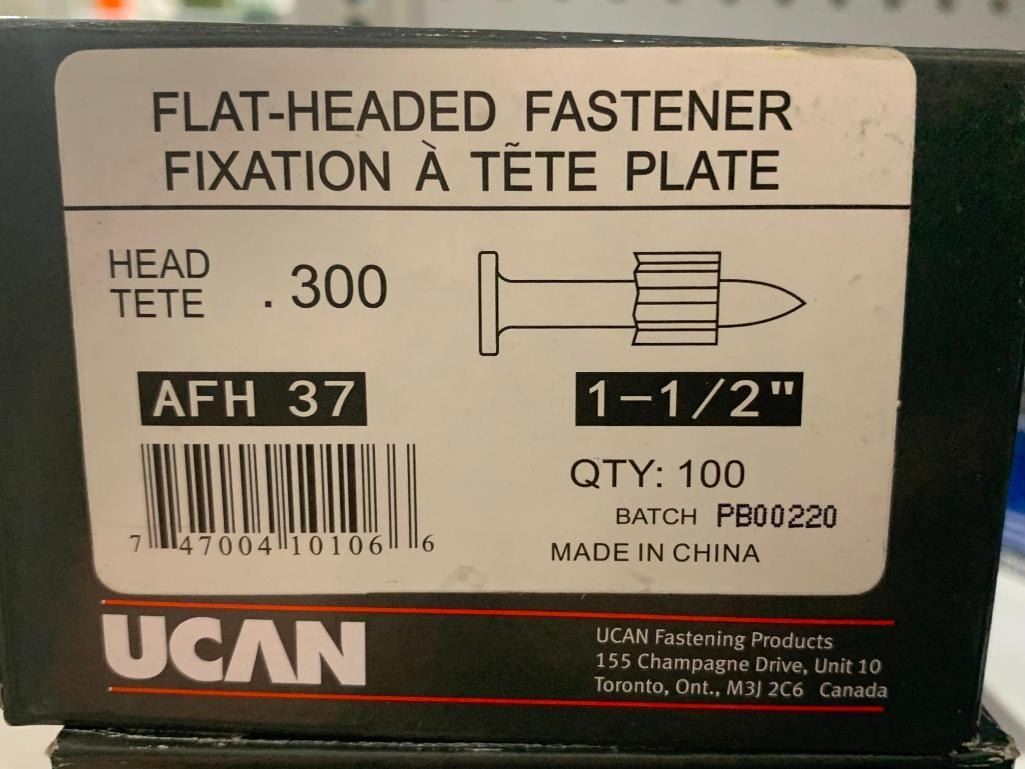 FLAT-HEADED FASTENER
FIXATION À TẼTE PLATE
HEAD
TETE
. 300
AFH 37
1-1/2"
7 47004 10106 6
QTY: 100
BATCH PB00220
MADE IN CHINA
UCAN
UCAN Fastening Products
155 Champagne Drive, Unit 10
Toronto, Ont., M3J 2C6 Canada